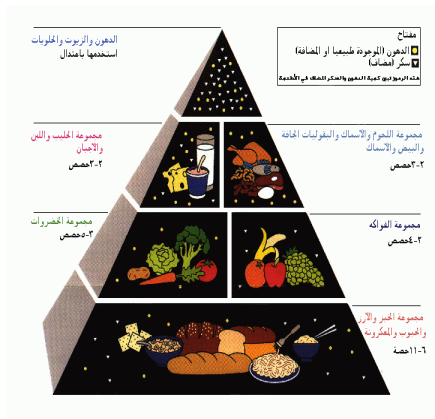 مفتاح
الدهون (الموجودة طبيعيا او المضافة)
سكر (مضاف)
هذه الرموز تبين كمية الدهون والسكر المضاف في الأطعمة
الدهون والزيوت والحلويات
استخدمها باعتدال
مجموعة الحليب واللبن
والأجبان
٢-٣حصص
مجموعة اللحوم والأسماك والبقوليات الجافة
والبيض والأسماك
٢-٣حصص
مجموعة الخضروات
٣-٥حصص
مجموعة الفواكه
٢-٤حصص
مجموعة الخبز والأرز
والحبوب والمعكرونة
٦-١١حصة